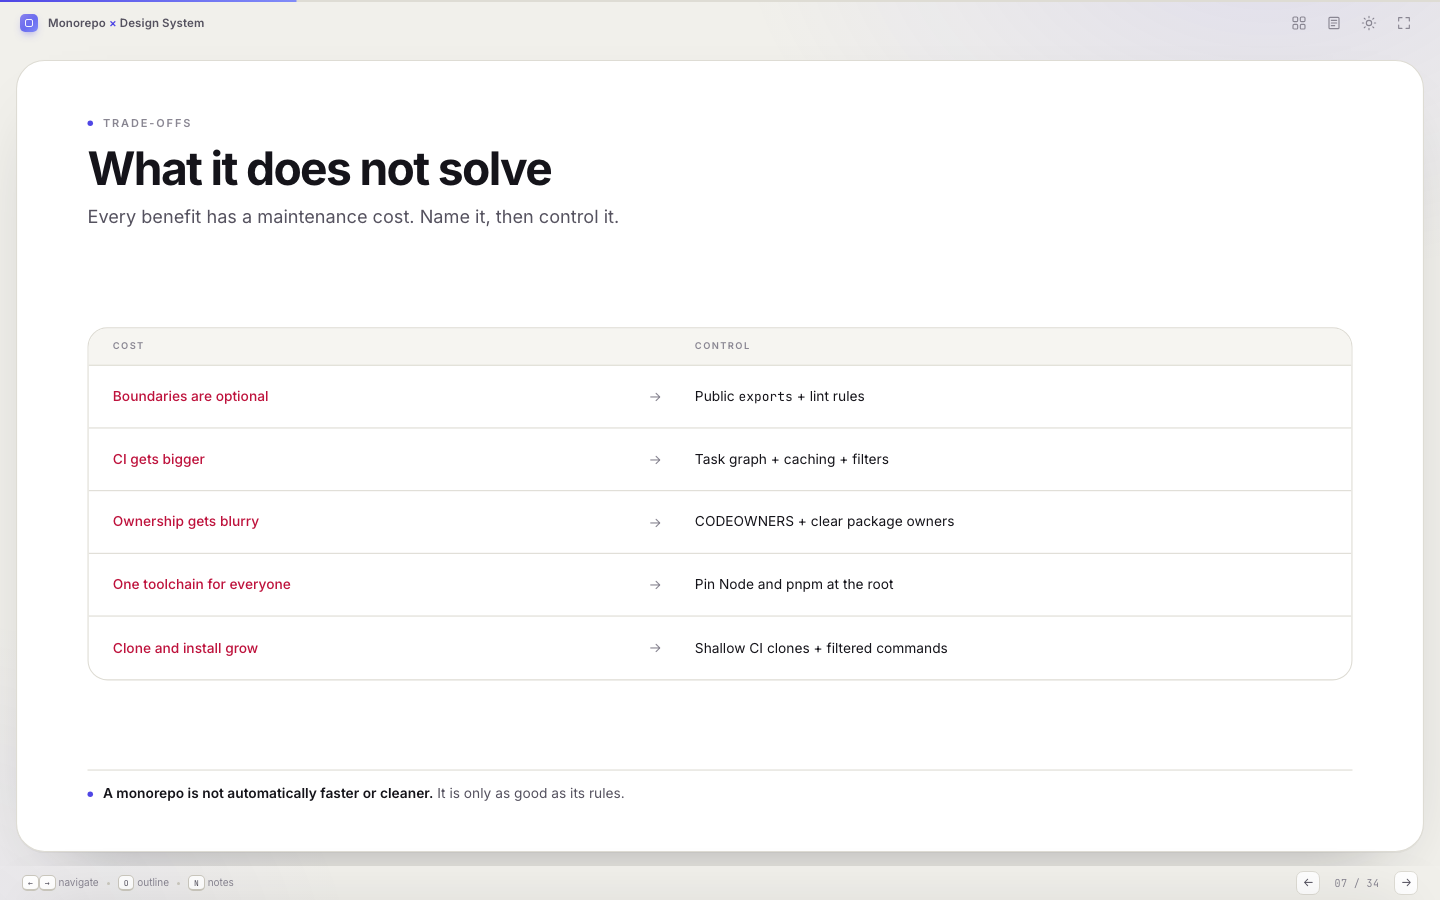 Monorepo × Design System
TRADE-OFFS
What it does not solve
Every benefit has a maintenance cost. Name it, then control it.
COST CONTROL
Boundaries are optional → Public exports + lint rules
CI gets bigger → Task graph + caching + filters
Ownership gets blurry → CODEOWNERS + clear package owners
One toolchain for everyone → Pin Node and pnpm at the root
Clone and install grow → Shallow CI clones + filtered commands
A monorepo is not automatically faster or cleaner. It is only as good as its rules.
← → navigate • O outline • N notes ← 07 / 34 →